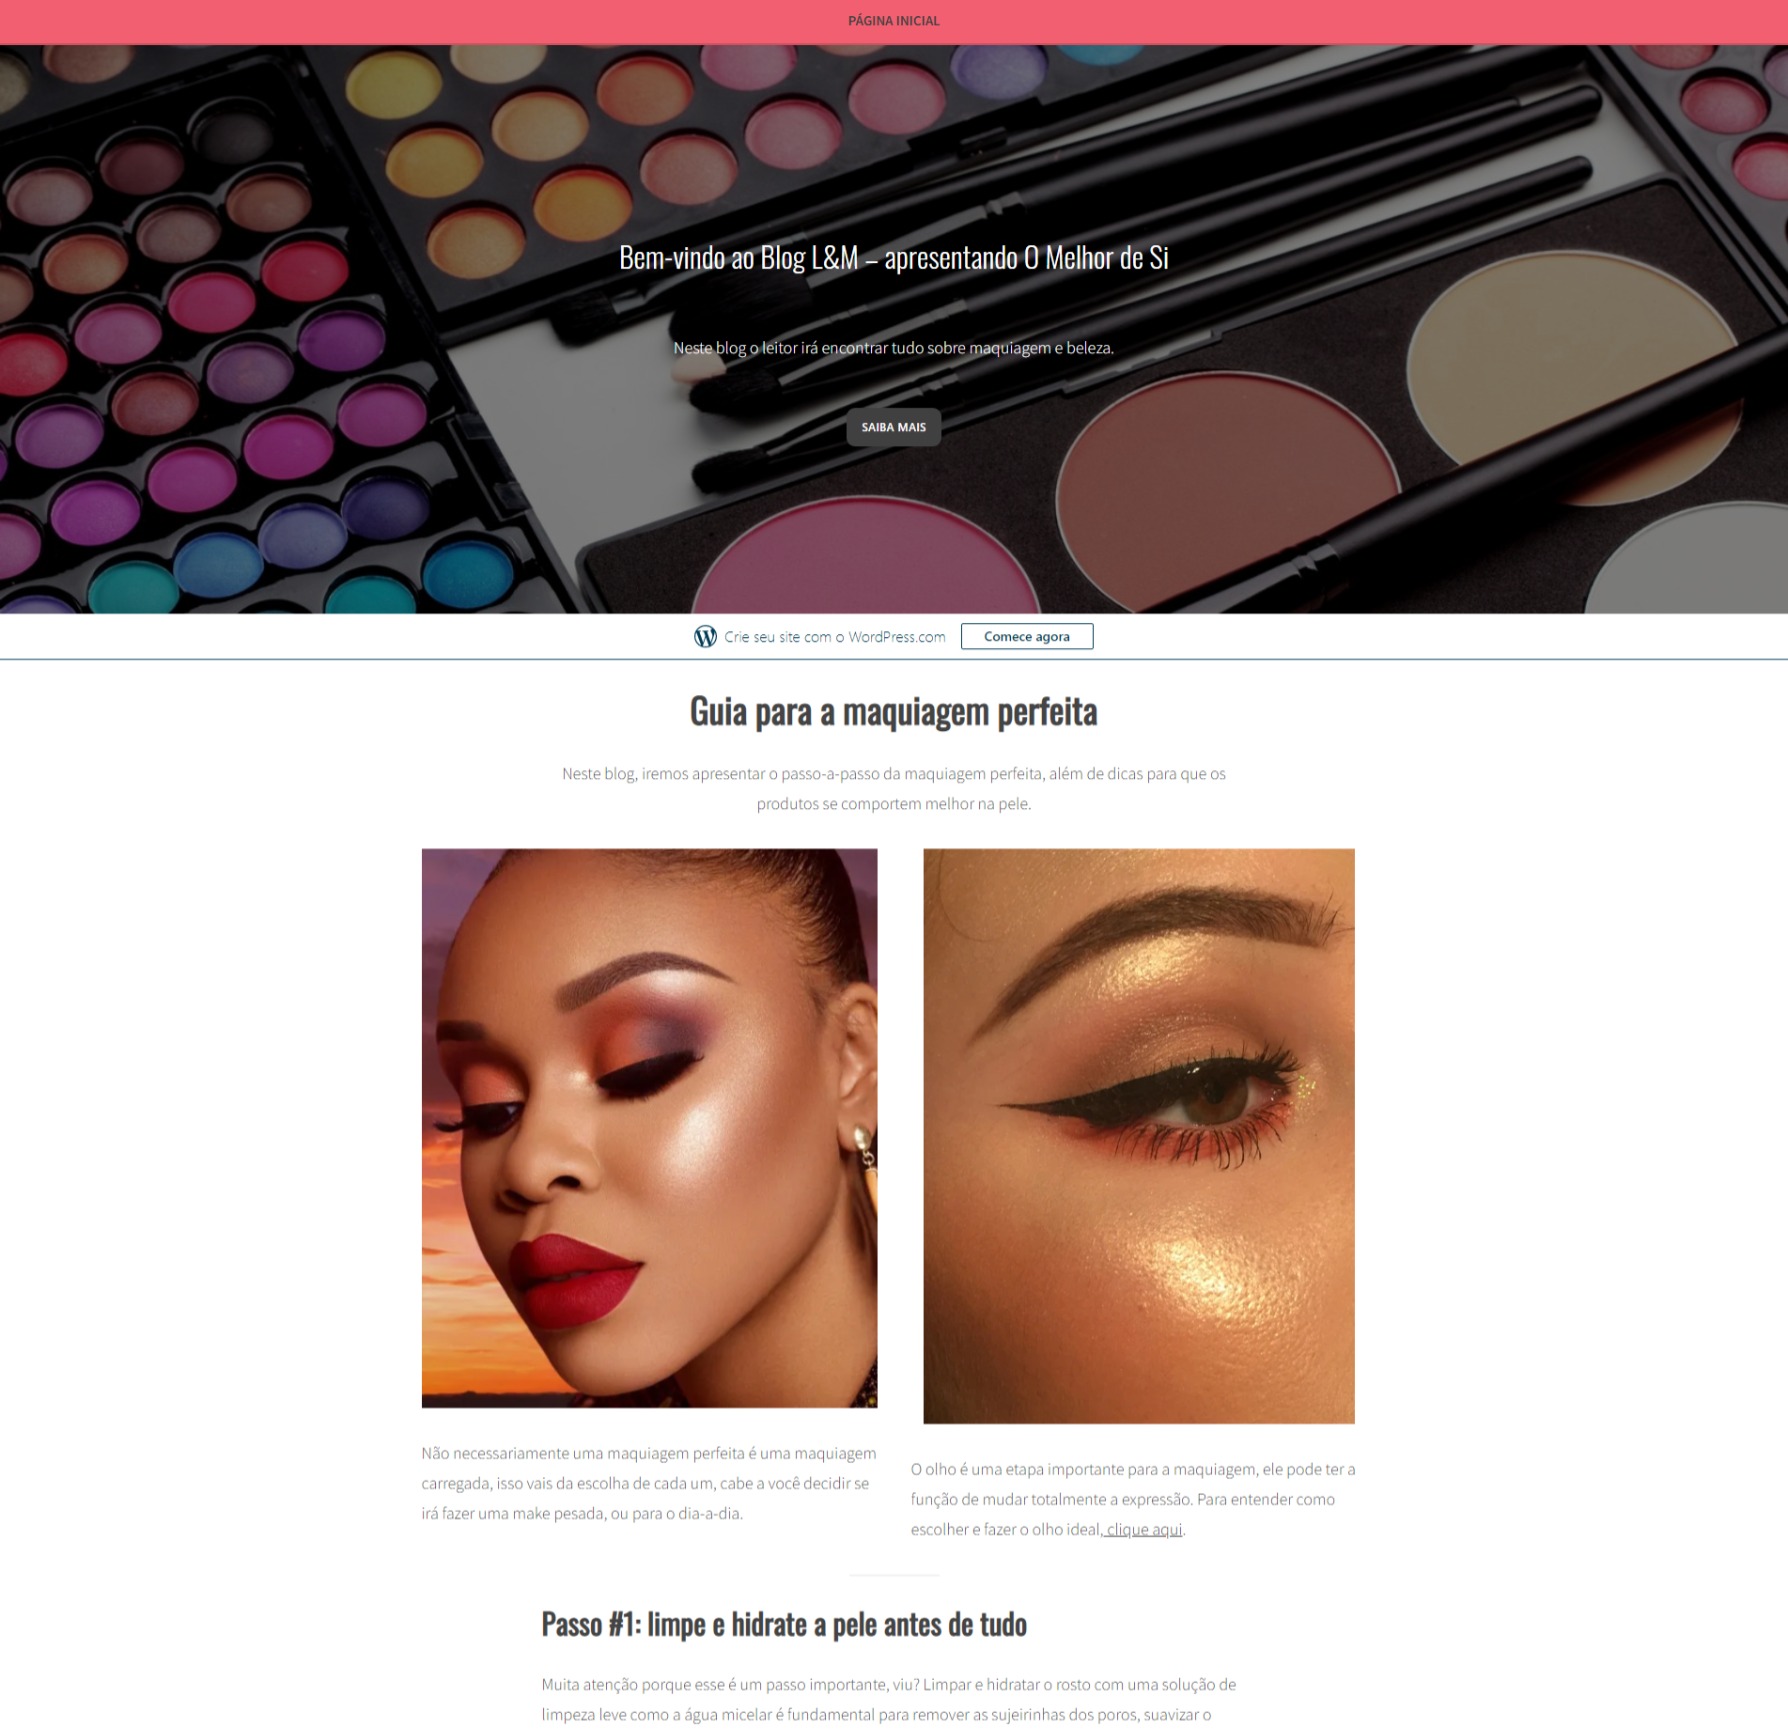 PÁGINA INICIAL
Bem-vindo ao Blog L&M – apresentando O Melhor de Si
Neste blog o leitor irá encontrar tudo sobre maquiagem e beleza.
SAIBA MAIS
Crie seu site com o WordPress.com Comece agora
Guia para a maquiagem perfeita
Neste blog, iremos apresentar o passo-a-passo da maquiagem perfeita, além de dicas para que os
produtos se comportem melhor na pele.
Não necessariamente uma maquiagem perfeita é uma maquiagem
carregada, isso vais da escolha de cada um, cabe a você decidir se
irá fazer uma make pesada, ou para o dia-a-dia.
O olho é uma etapa importante para a maquiagem, ele pode ter a
função de mudar totalmente a expressão. Para entender como
escolher e fazer o olho ideal, clique aqui.
Passo #1: limpe e hidrate a pele antes de tudo
Muita atenção porque esse é um passo importante, viu? Limpar e hidratar o rosto com uma solução de
limpeza leve como a água micelar é fundamental para remover as sujeirinhas dos poros, suavizar o